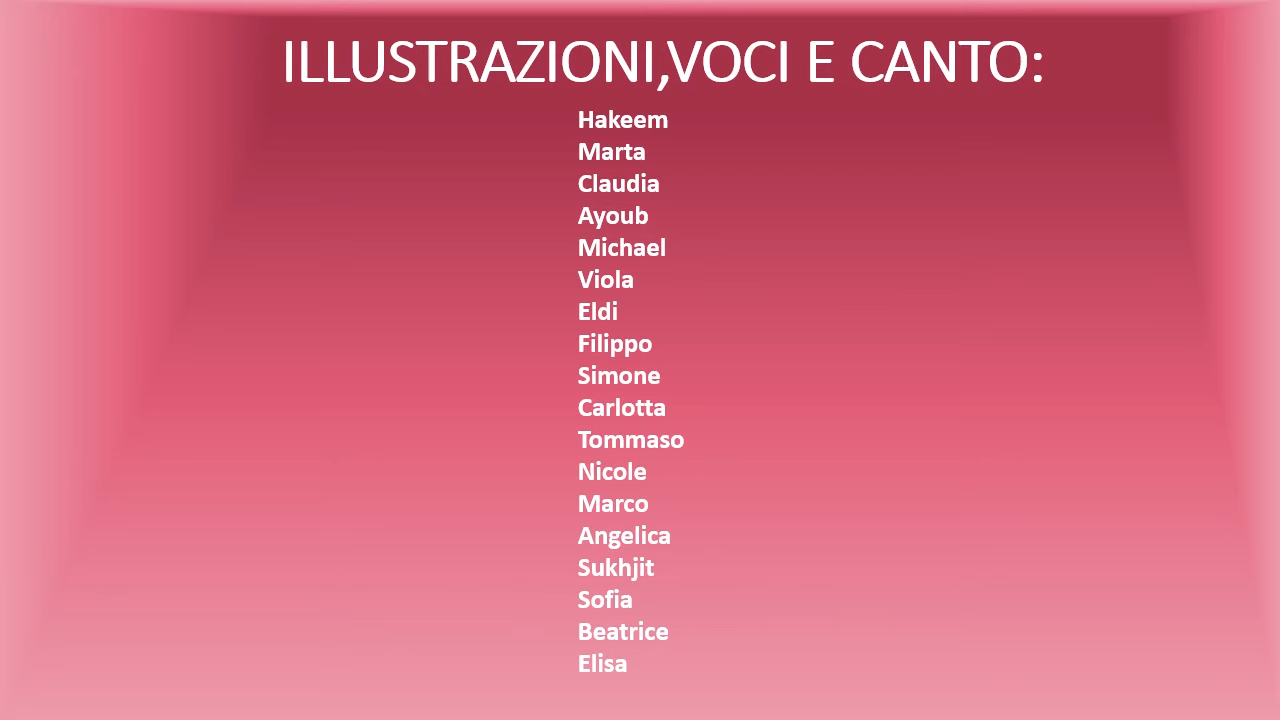 ILLUSTRAZIONI,VOCI E CANTO:
Hakeem
Marta
Claudia
Ayoub
Michael
Viola
Eldi
Filippo
Simone
Carlotta
Tommaso
Nicole
Marco
Angelica
Sukhjit
Sofia
Beatrice
Elisa